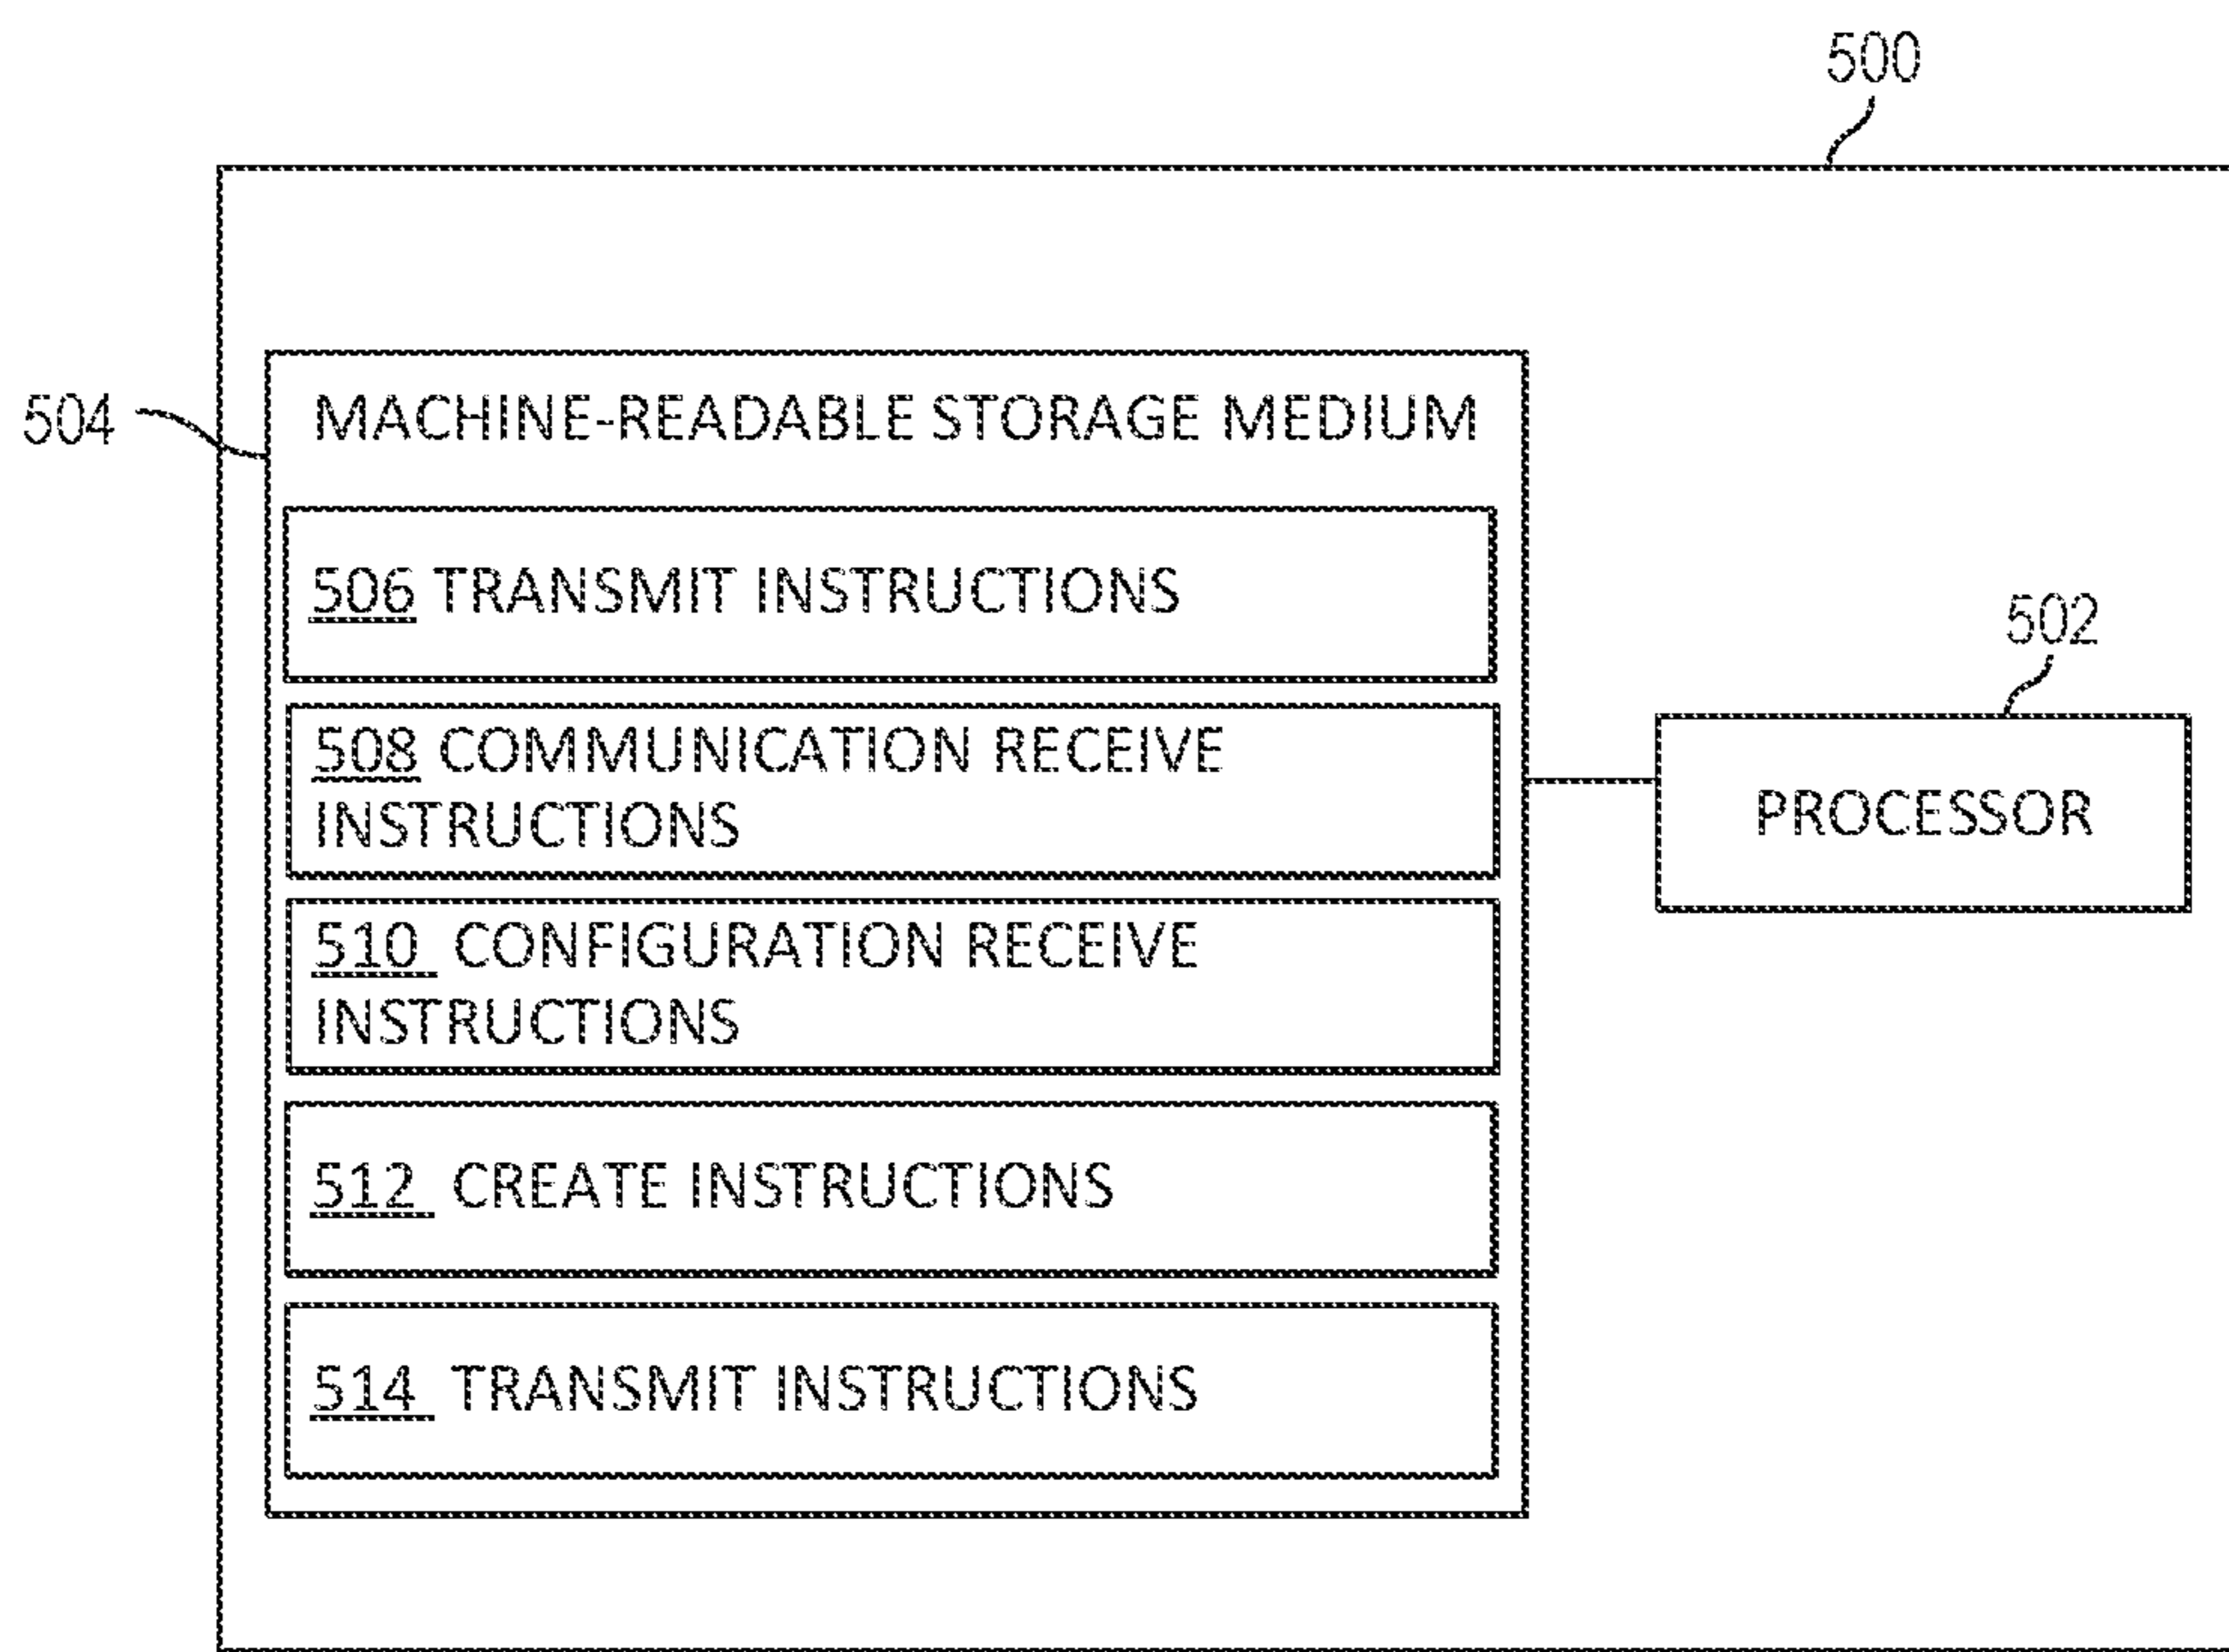 500
504
MACHINE-READABLE STORAGE MEDIUM
506 TRANSMIT INSTRUCTIONS
502
508 COMMUNICATION RECEIVE
INSTRUCTIONS
PROCESSOR
510 CONFIGURATION RECEIVE
INSTRUCTIONS
512 CREATE INSTRUCTIONS
514 TRANSMIT INSTRUCTIONS